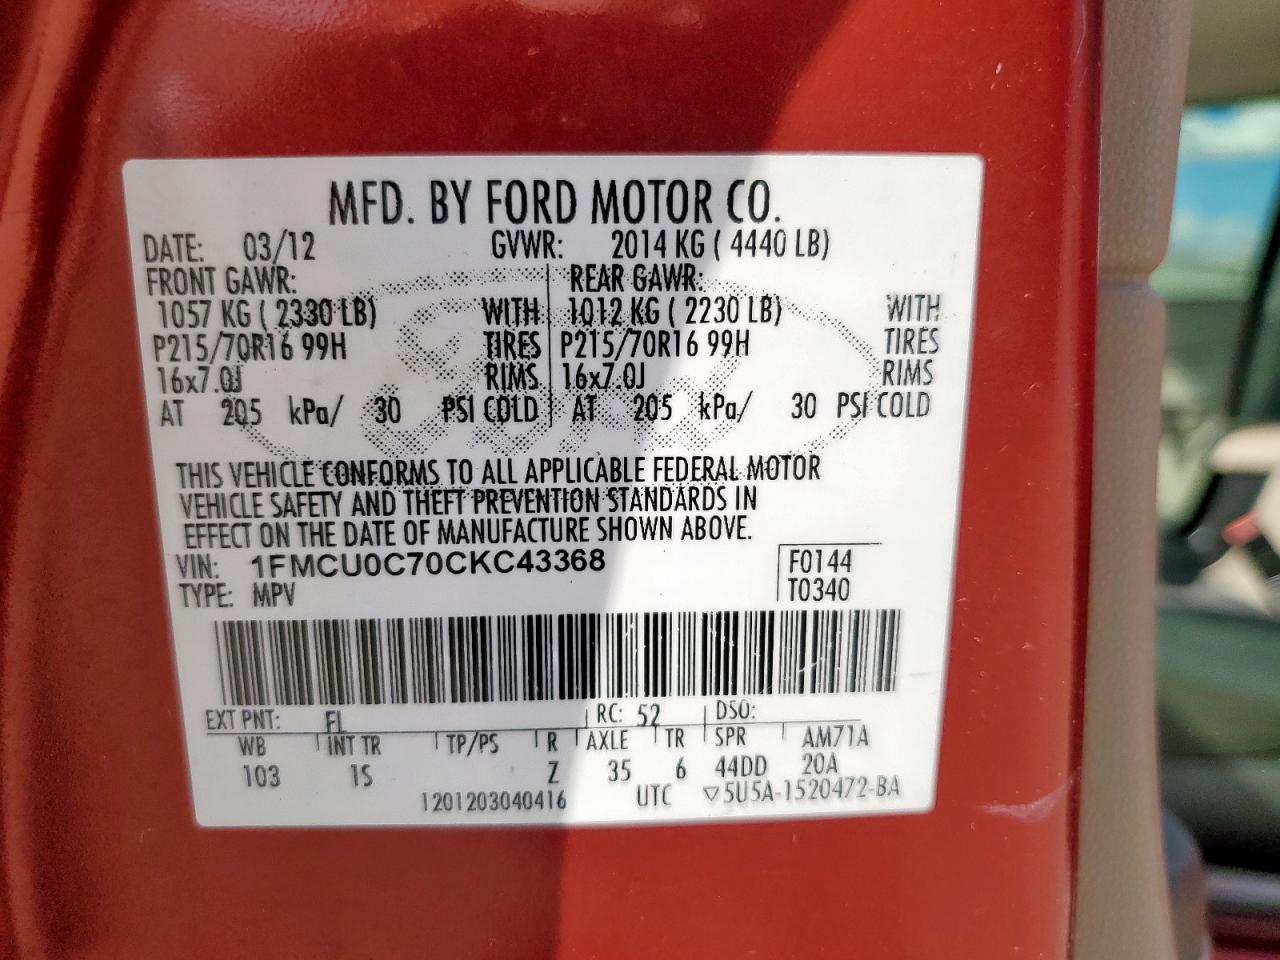 MFD. BY FORD MOTOR CO.
DATE: 03/12 GVWR: 2014 KG ( 4440 LB)
FRONT GAWR: REAR GAWR:
1057 KG ( 2330 LB) WITH 1012 KG ( 2230 LB) WITH
P215/70R16 99H TIRES P215/70R16 99H TIRES
16x7.0J RIMS 16x7.0J RIMS
AT 205 kPa/ 30 PSI COLD AT 205 kPa/ 30 PSI COLD
THIS VEHICLE CONFORMS TO ALL APPLICABLE FEDERAL MOTOR
VEHICLE SAFETY AND THEFT PREVENTION STANDARDS IN
EFFECT ON THE DATE OF MANUFACTURE SHOWN ABOVE.
VIN: 1FMCU0C70CKC43368 F0144
TYPE: MPV T0340
EXT PNT: FL RC: 52 DSO:
WB INT TR TP/PS R AXLE TR SPR AM71A
103 1S Z 35 6 44DD 20A
1201203040416 UTC ▽5U5A-1520472-BA